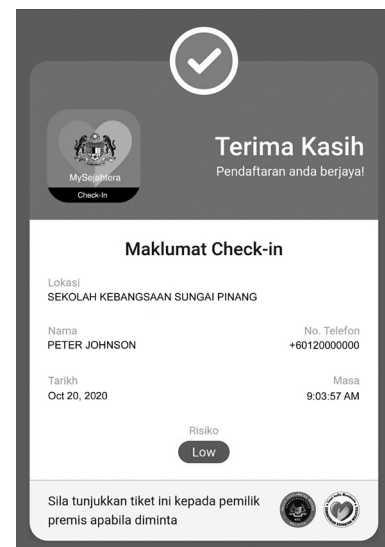 MySejahtera
Check-In
Terima Kasih
Pendaftaran anda berjaya!
Maklumat Check-in
Lokasi
SEKOLAH KEBANGSAAN SUNGAI PINANG
Nama
No. Telefon
PETER JOHNSON
+60120000000
Tarikh
Masa
Oct 20, 2020
9:03:57 AM
Risiko
Low
Sila tunjukkan tiket ini kepada pemilik
premis apabila diminta